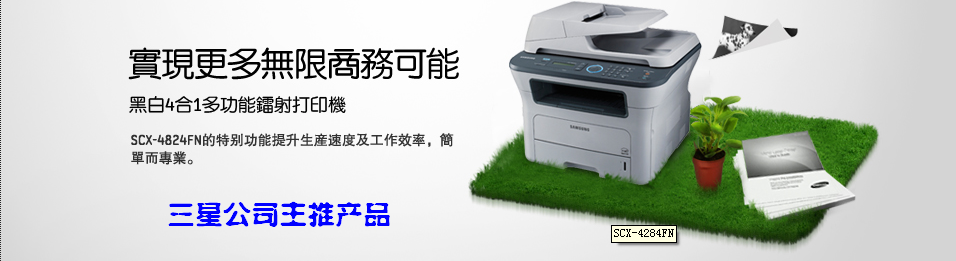 實現更多無限商務可能
黑白4合1多功能鐳射打印機
SCX-4824FN的特别功能提升生産速度及工作效率，簡
單而專業。
三星公司主推产品
SAMSUNG
SCX-4284FN